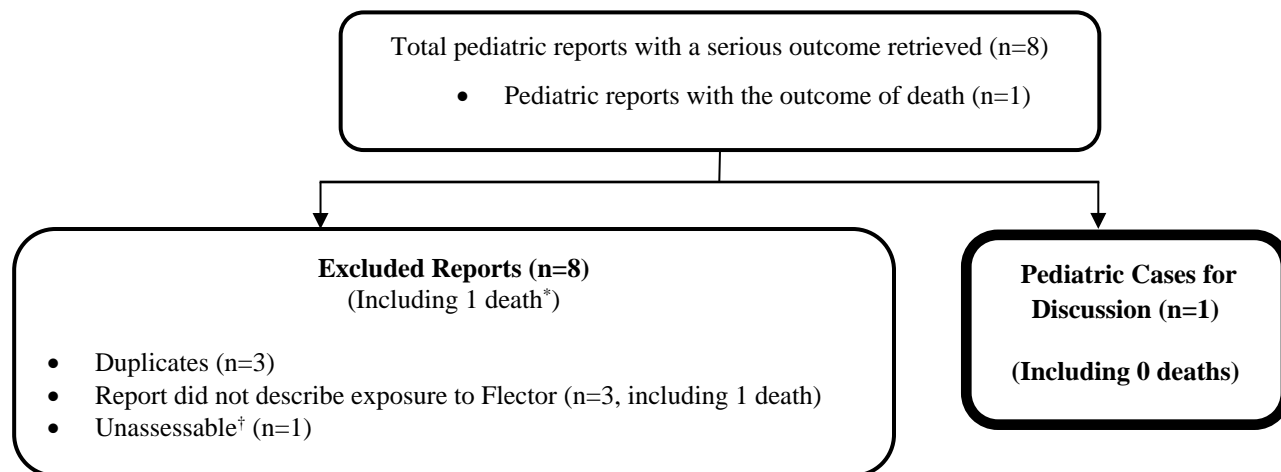 Total pediatric reports with a serious outcome retrieved (n=8)
• Pediatric reports with the outcome of death (n=1)
Excluded Reports (n=8)
(Including 1 death*)
• Duplicates (n=3)
• Report did not describe exposure to Flector (n=3, including 1 death)
• Unassessable† (n=1)
Pediatric Cases for
Discussion (n=1)
(Including 0 deaths)